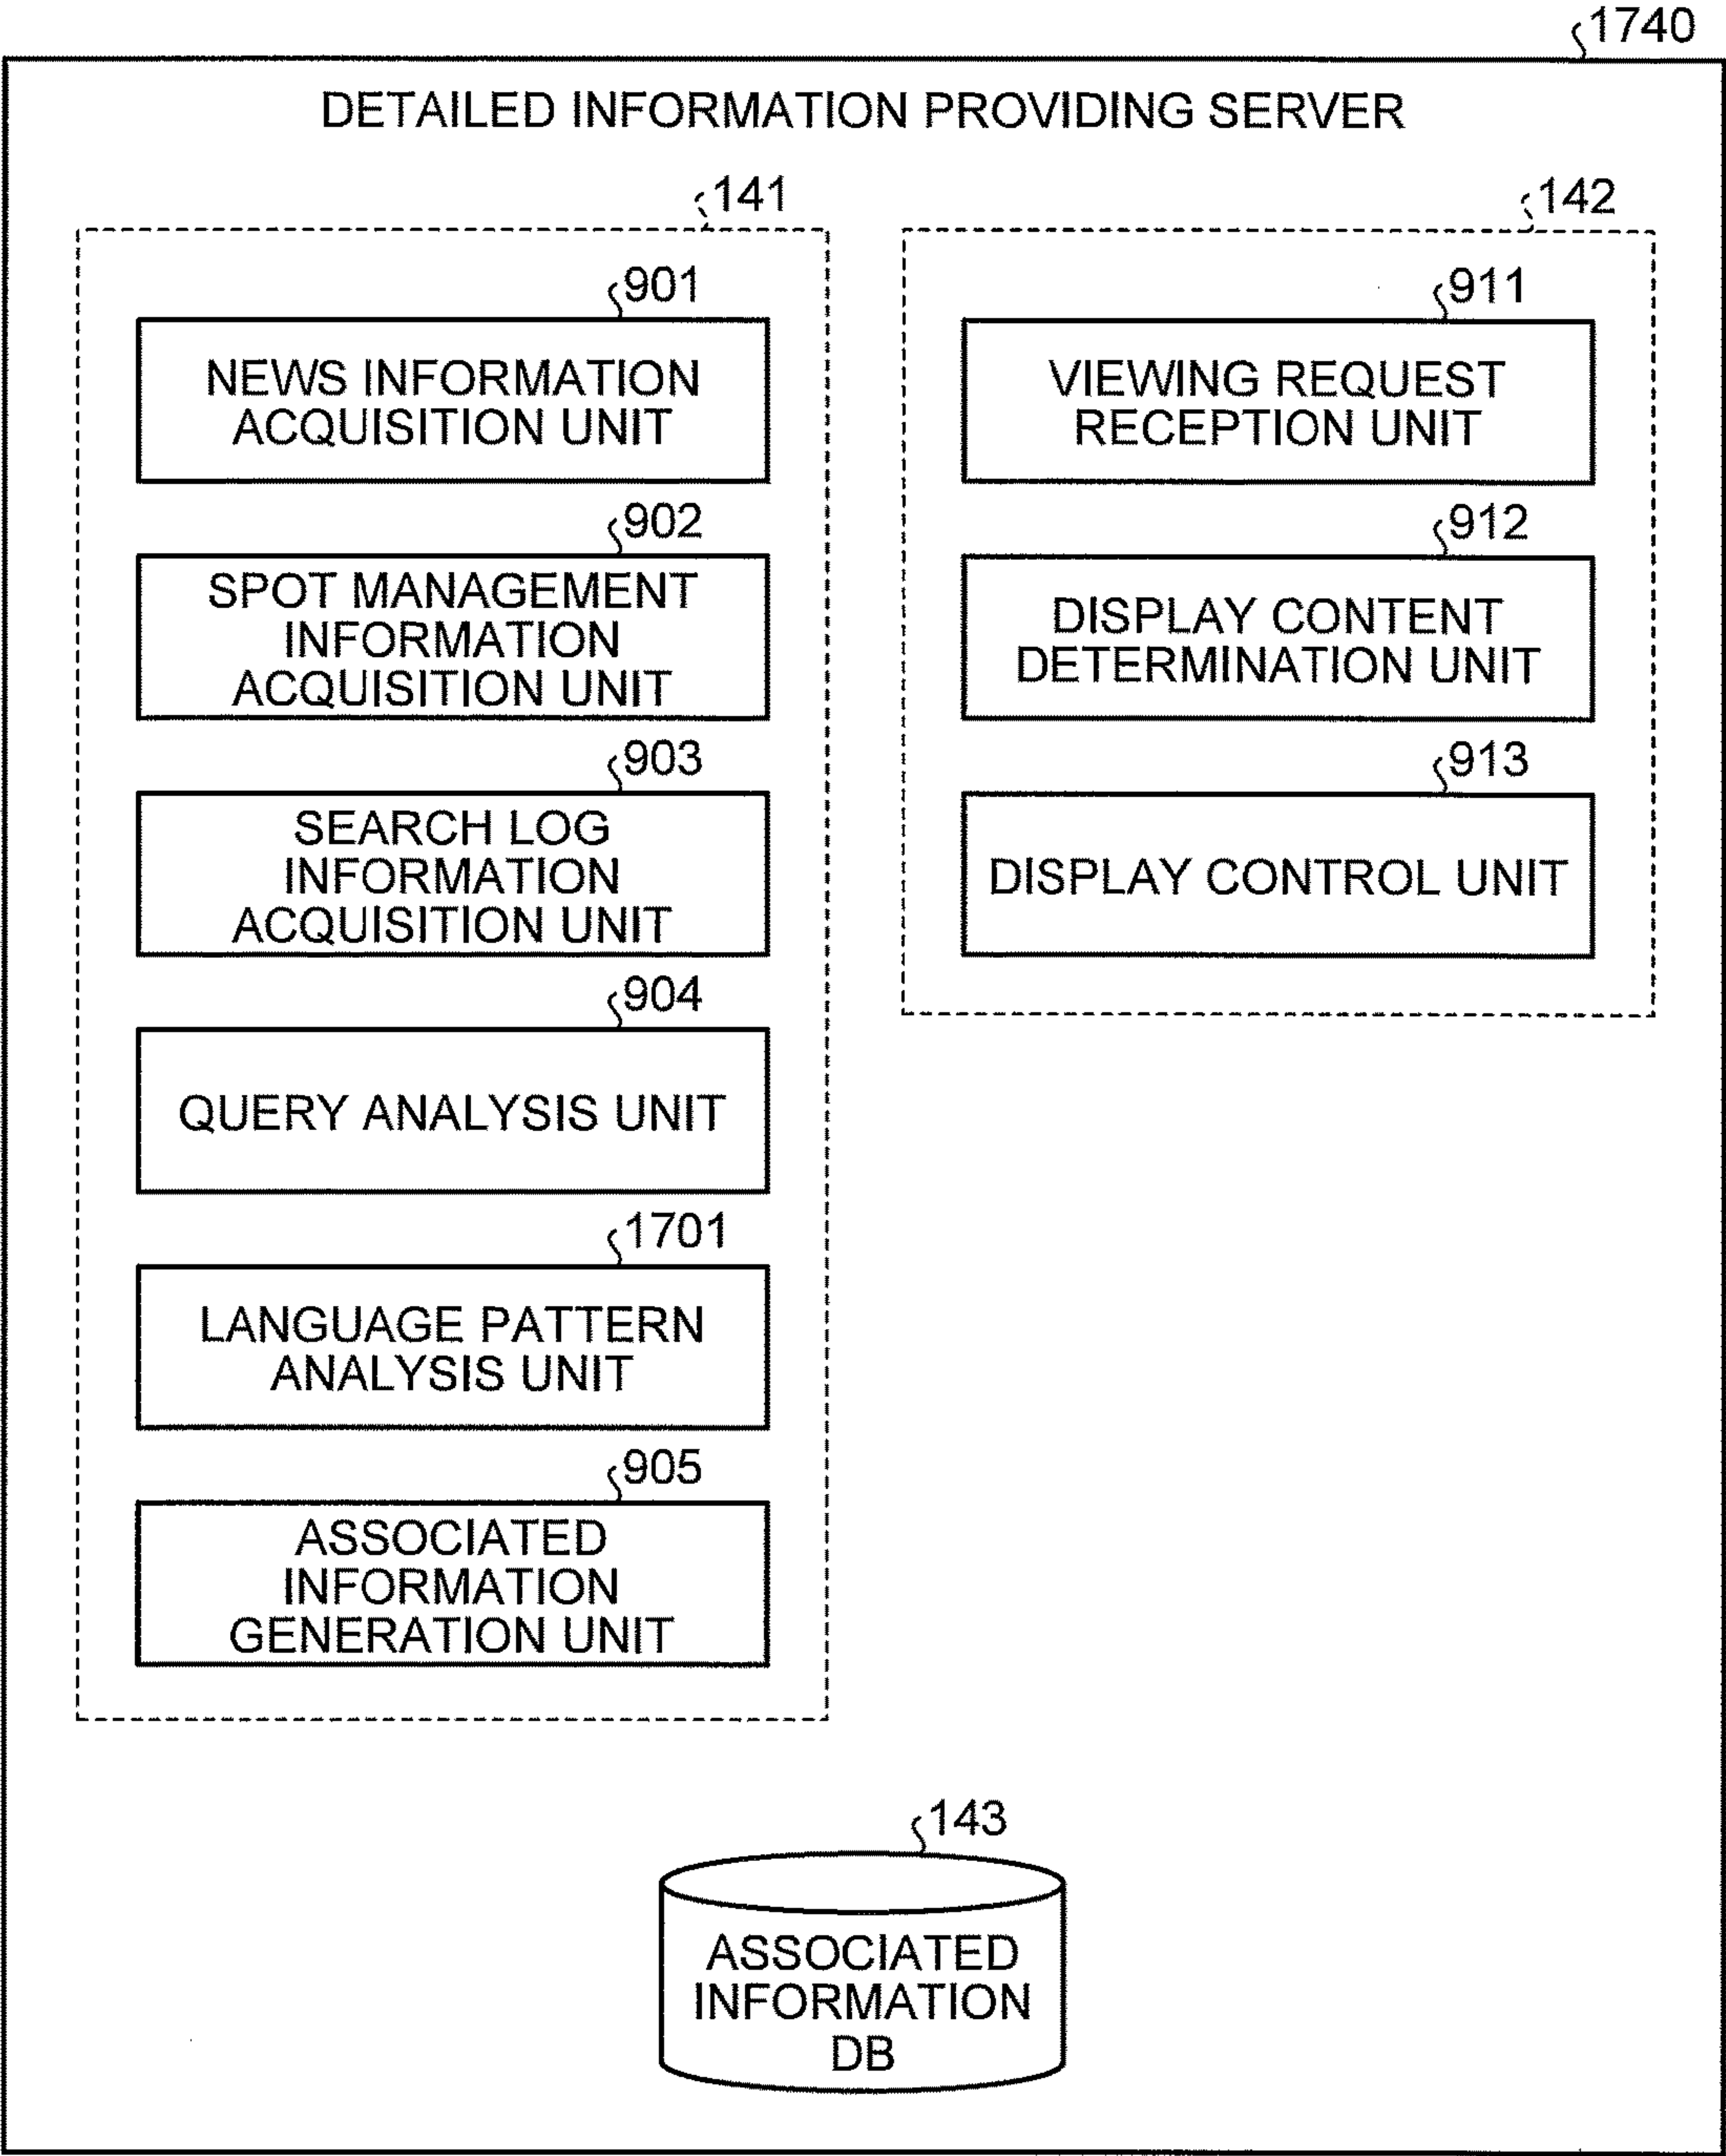 1740
DETAILED INFORMATION PROVIDING SERVER
141
901
NEWS INFORMATION
ACQUISITION UNIT
902
SPOT MANAGEMENT
INFORMATION
ACQUISITION UNIT
903
SEARCH LOG
INFORMATION
ACQUISITION UNIT
904
QUERY ANALYSIS UNIT
1701
LANGUAGE PATTERN
ANALYSIS UNIT
905
ASSOCIATED
INFORMATION
GENERATION UNIT
142
911
VIEWING REQUEST
RECEPTION UNIT
912
DISPLAY CONTENT
DETERMINATION UNIT
913
DISPLAY CONTROL UNIT
143
ASSOCIATED
INFORMATION
DB